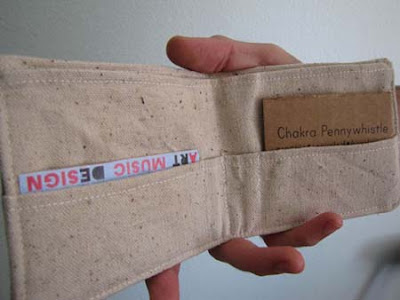 ART MUSIC DESIGN
Chakra Pennywhistle